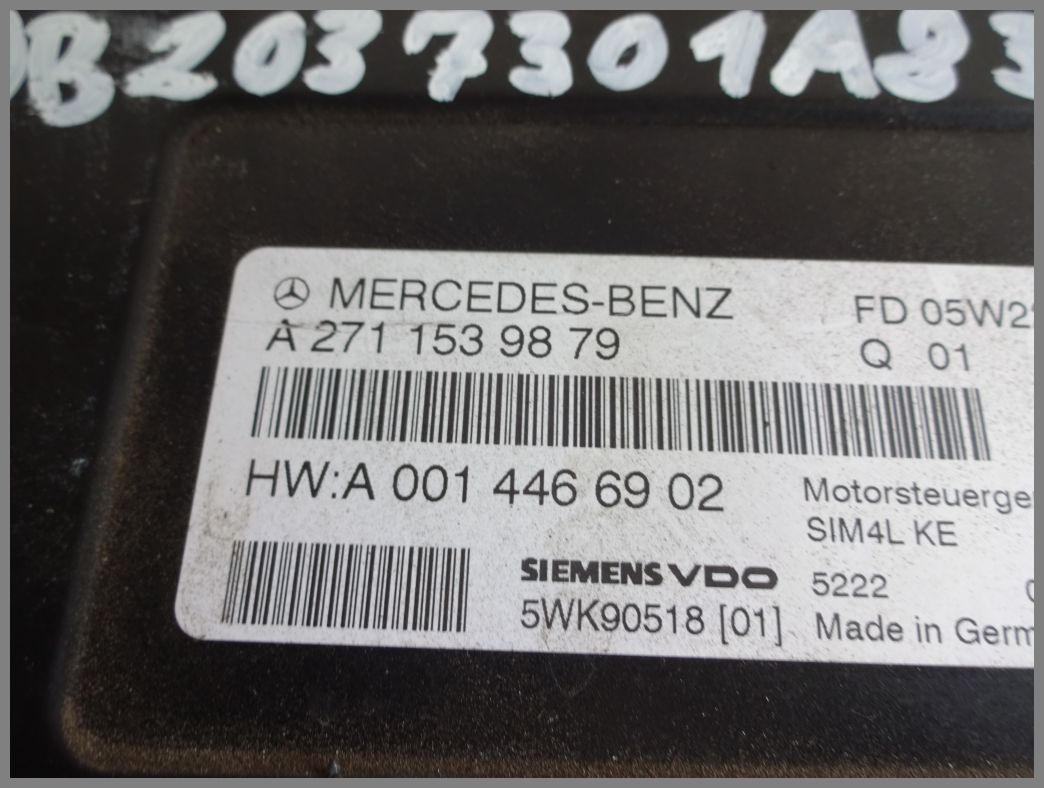 DB2037301A83
MERCEDES-BENZ
A 271 153 98 79
FD 05W2
Q 01
HW:A 001 446 69 02
Motorsteuerge
SIM4L KE
SIEMENS VDO
5WK90518 [01]
5222
Made in Germ